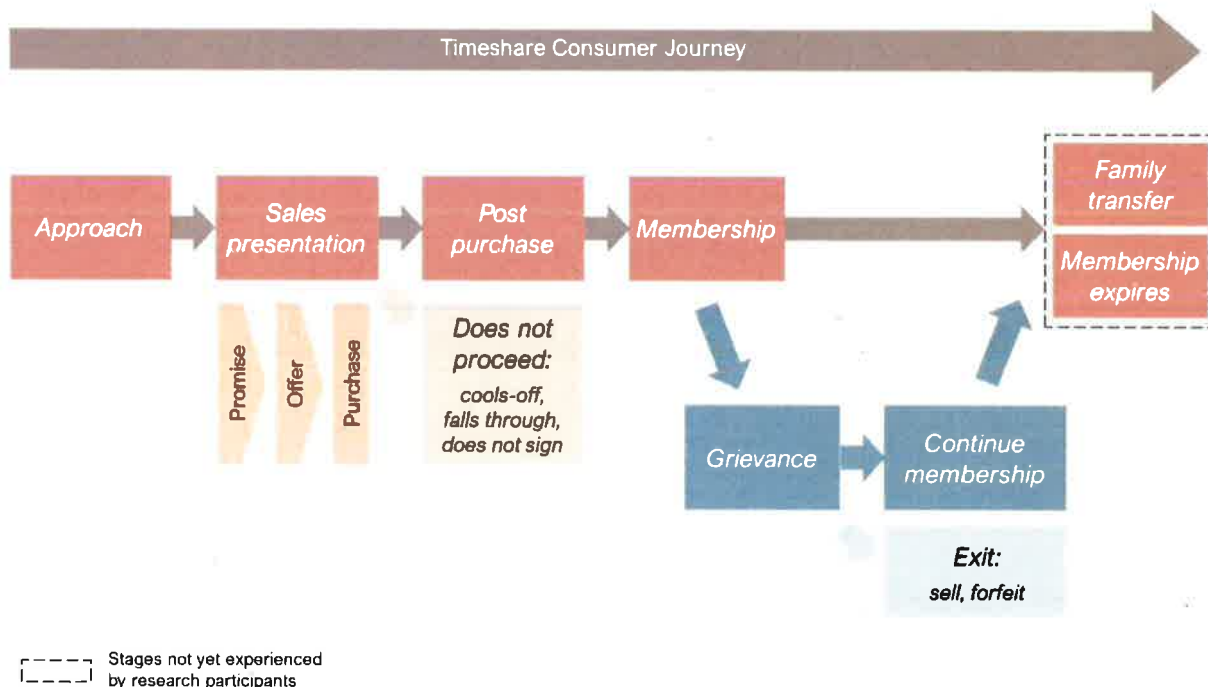 Timeshare Consumer Journey
Approach
Sales
presentation
Post
purchase
Membership
Family
transfer
Membership
expires
Promise
Offer
Purchase
Does not
proceed:
cools-off,
falls through,
does not sign
Grievance
Continue
membership
Exit:
sell, forfeit
Stages not yet experienced
by research participants